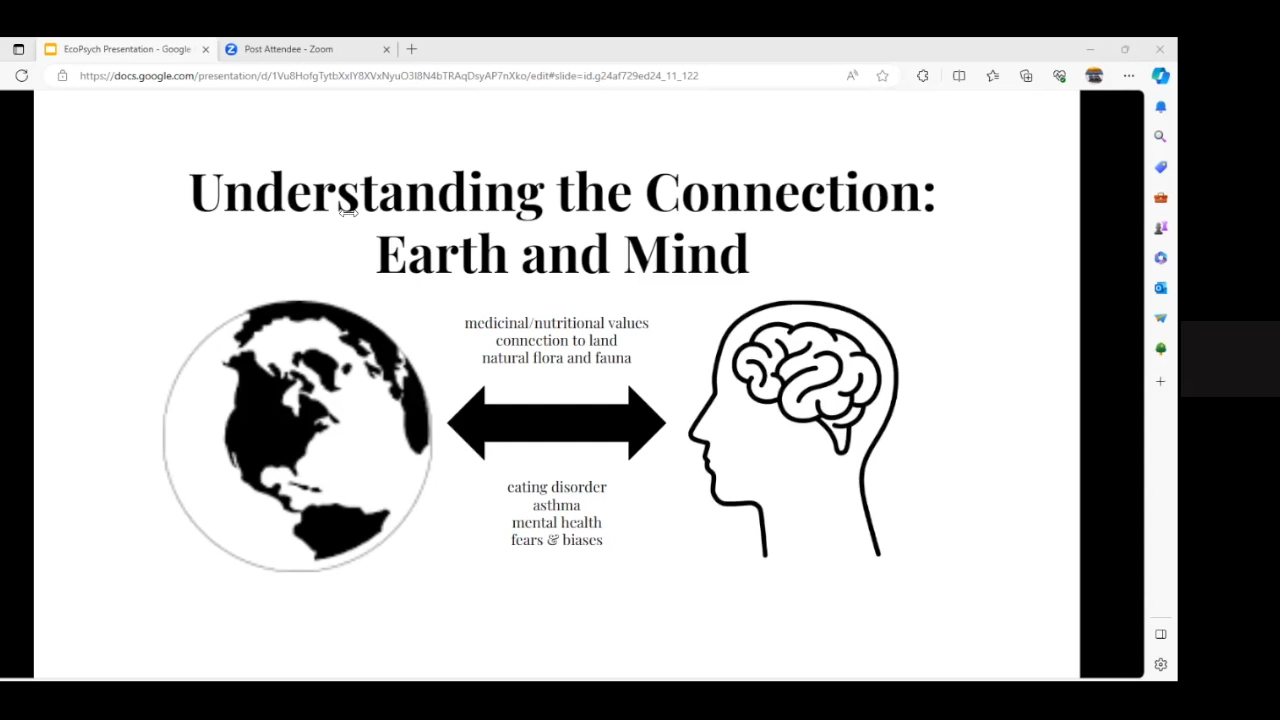 EcoPsych Presentation - Google
Post Attendee - Zoom
https://docs.google.com/presentation/d/1Vu8HofgTytbXxIY8XVxNyuO3I8N4bTRAqDsyAP7nXko/edit#slide=id.g24af729ed24_11_122
Understanding the Connection:
Earth and Mind
medicinal/nutritional values
connection to land
natural flora and fauna
eating disorder
asthma
mental health
fears & biases